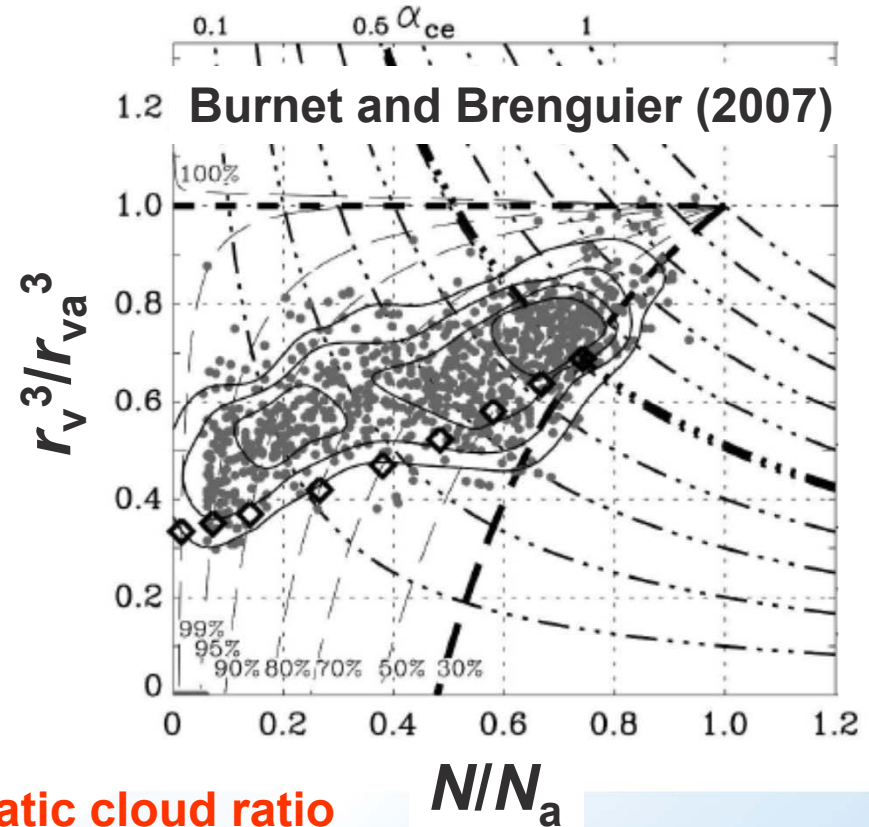 0.1 0.5 αce 1
1.2 Burnet and Brenguier (2007)
100%
1.0
0.8
rv3/rva3
0.6
0.4
0.2
99%
95%
90% 80% 70% 50% 30%
0
0 0.2 0.4 0.6 0.8 1.0 1.2
N/Na
atic cloud ratio